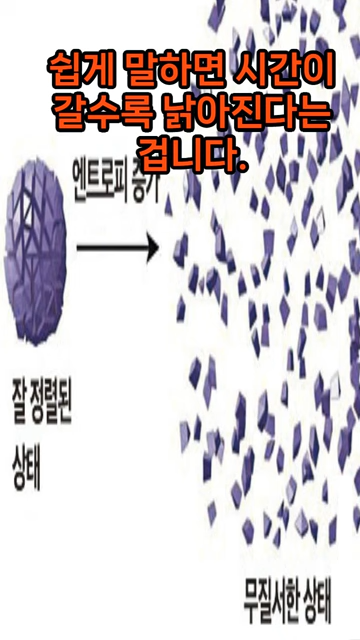 쉽게 말하면 시간이
갈수록 낡아진다는
겁니다.
엔트로피 증가
잘 정렬된
상태
무질서한 상태